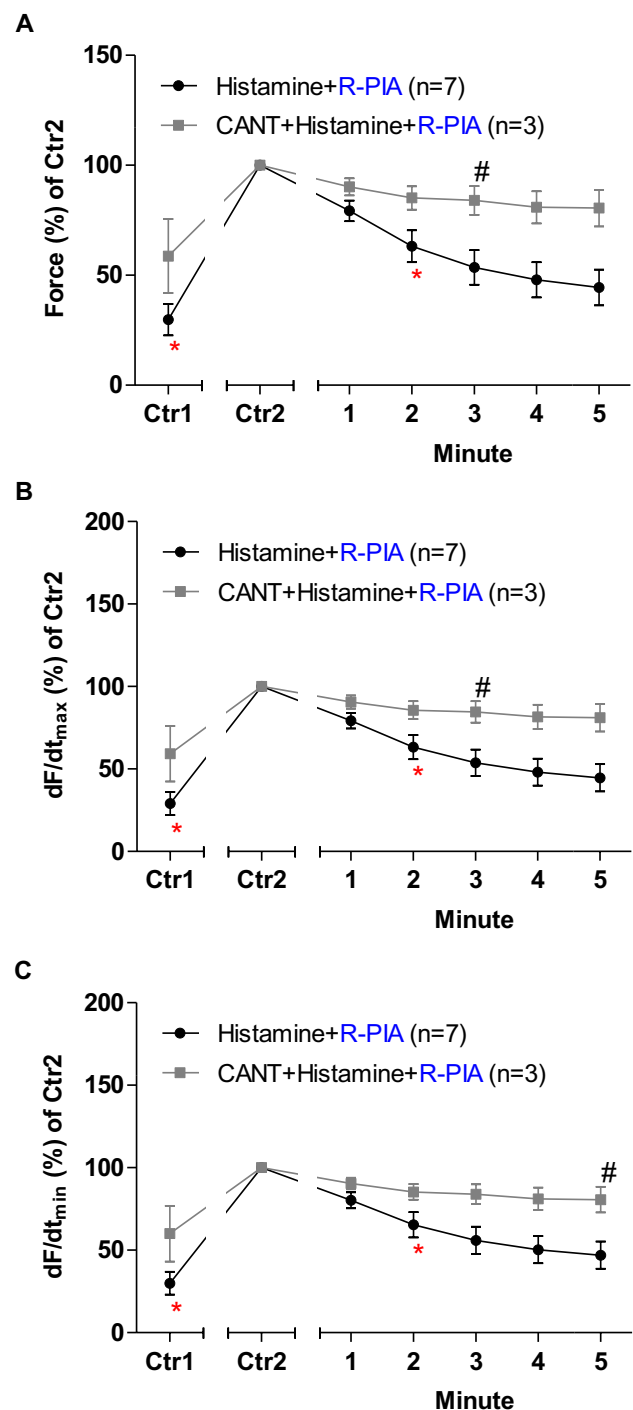 A
150
Histamine+R-PIA (n=7)
CANT+Histamine+R-PIA (n=3)
100
#
Force (%) of Ctr2
50
*
*
0
Ctr1 Ctr2 1 2 3 4 5
Minute
B
200
Histamine+R-PIA (n=7)
150
CANT+Histamine+R-PIA (n=3)
#
100
dF/dtmax (%) of Ctr2
*
50
*
0
Ctr1 Ctr2 1 2 3 4 5
Minute
C
200
Histamine+R-PIA (n=7)
150
CANT+Histamine+R-PIA (n=3)
#
100
dF/dtmin (%) of Ctr2
50
*
*
0
Ctr1 Ctr2 1 2 3 4 5
Minute